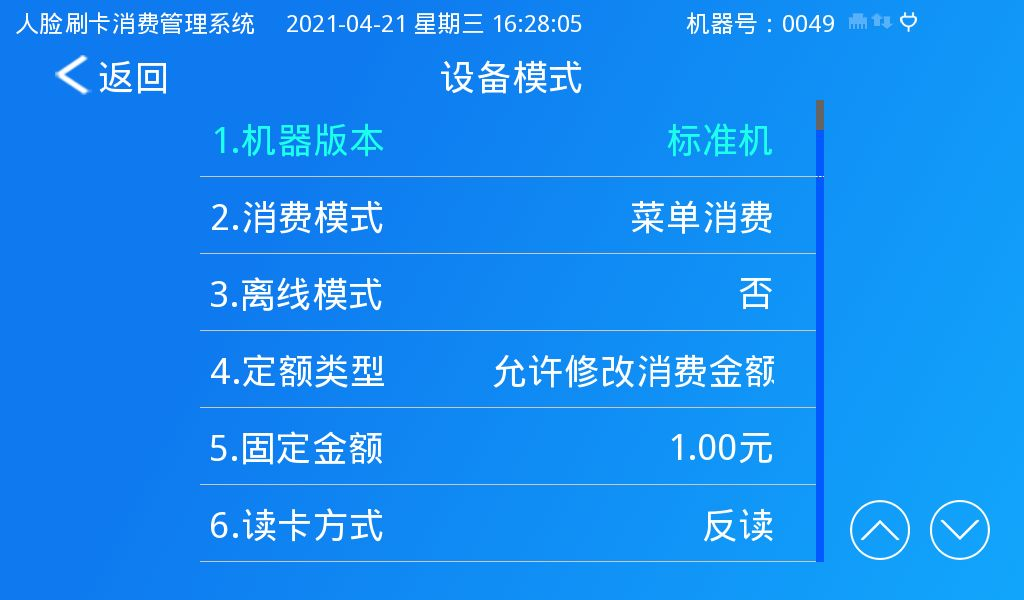 人脸刷卡消费管理系统 2021-04-21 星期三 16:28:05 机器号：0049
返回 设备模式
1.机器版本 标准机
2.消费模式 菜单消费
3.离线模式 否
4.定额类型 允许修改消费金额
5.固定金额 1.00元
6.读卡方式 反读